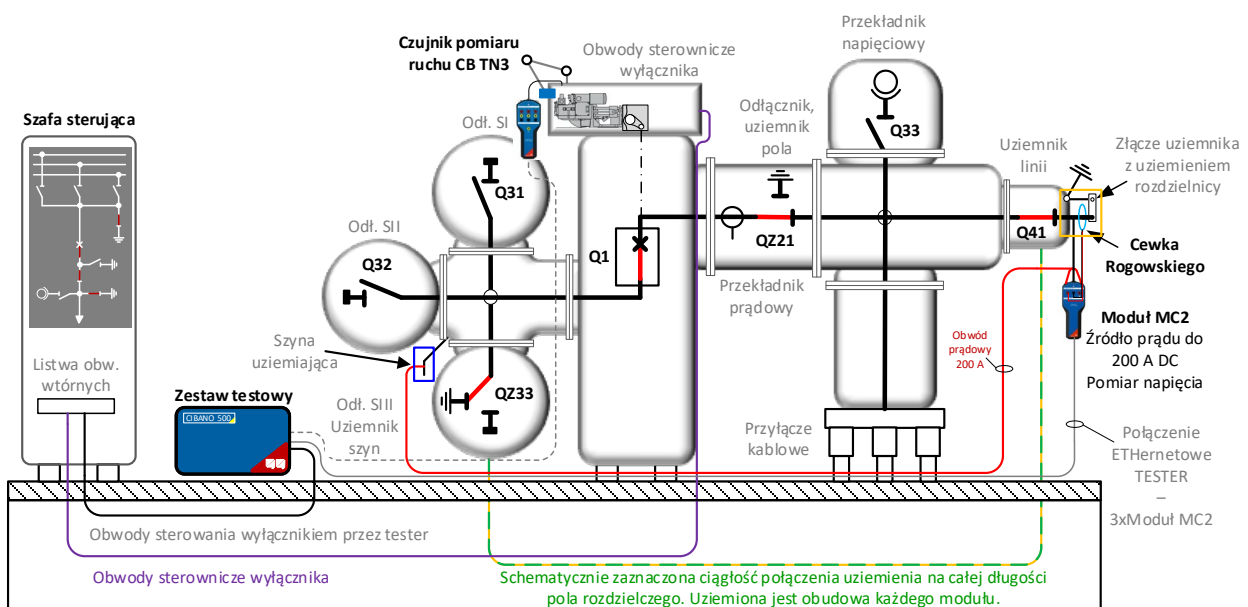 Szafa sterująca
Listwa obw.
wtórnych
Zestaw testowy
CIBANO 500
Czujnik pomiaru
ruchu CB TN3
Obwody sterownicze
wyłącznika
Odł. SI
Q31
Odł. SII
Q32
Szyna
uziemiająca
Odł. SIII
Uziemnik
szyn
QZ33
Q1
Odłącznik,
uziemnik
pola
QZ21
Przekładnik
prądowy
Przekładnik
napięciowy
Q33
Uziemnik
linii
Q41
Złącze uziemnika
z uziemieniem
rozdzielnicy
Cewka
Rogowskiego
Moduł MC2
Źródło prądu do
200 A DC
Pomiar napięcia
Obwód
prądowy
200 A
Przyłącze
kablowe
Połączenie
ETHernetowe
TESTER
–
3xModuł MC2
Obwody sterowania wyłącznikiem przez tester
Obwody sterownicze wyłącznika
Schematycznie zaznaczona ciągłość połączenia uziemienia na całej długości
pola rozdzielczego. Uziemiona jest obudowa każdego modułu.